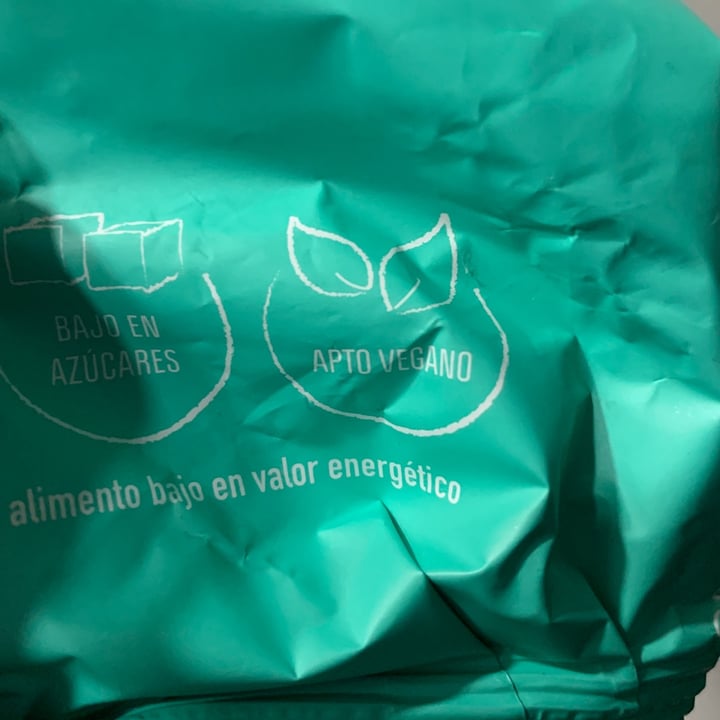 BAJO EN
AZÚCARES
APTO VEGANO
alimento bajo en valor energético